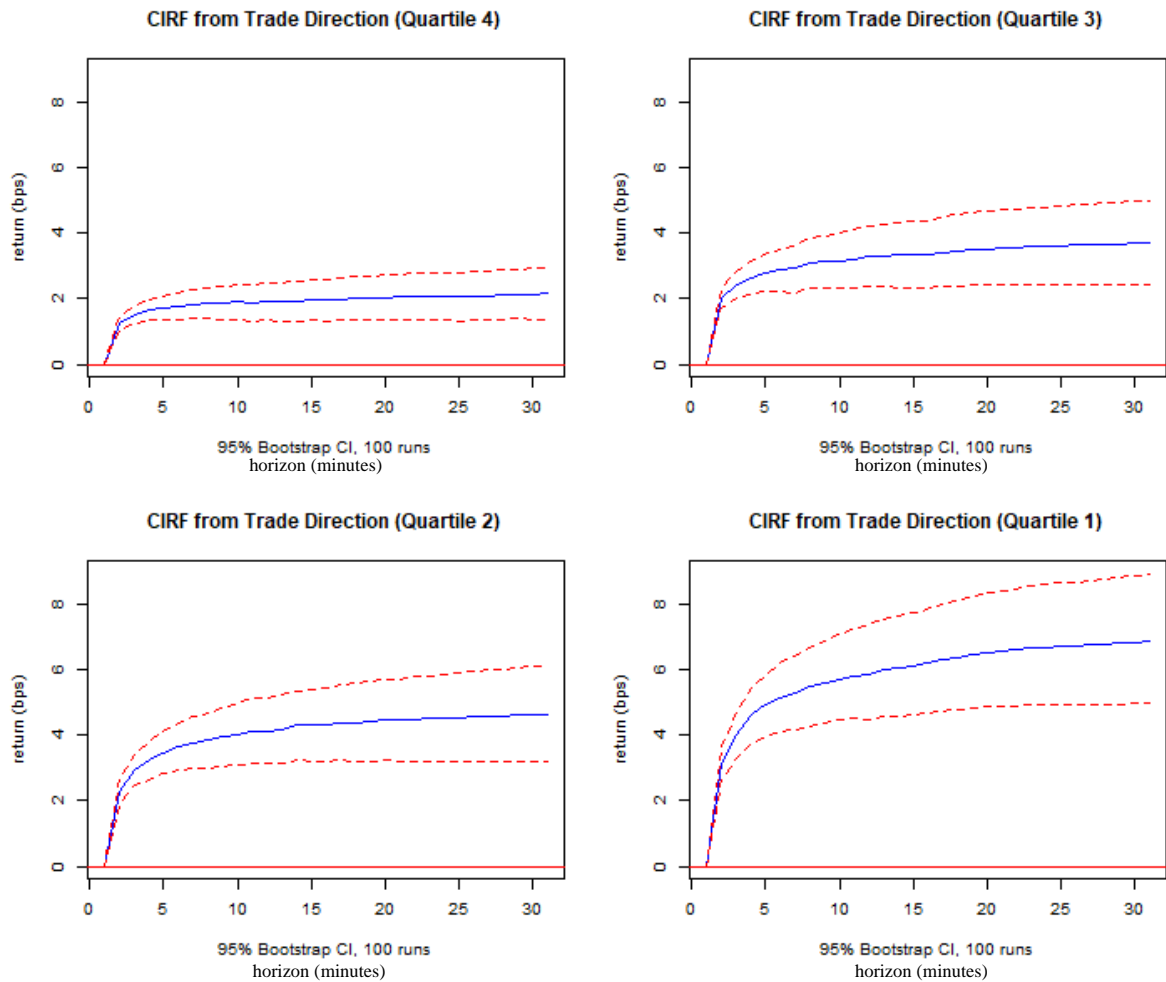 CIRF from Trade Direction (Quartile 4)
return (bps)
8
6
4
2
0
0 5 10 15 20 25 30
95% Bootstrap CI, 100 runs
horizon (minutes)
CIRF from Trade Direction (Quartile 3)
return (bps)
8
6
4
2
0
0 5 10 15 20 25 30
95% Bootstrap CI, 100 runs
horizon (minutes)
CIRF from Trade Direction (Quartile 2)
return (bps)
8
6
4
2
0
0 5 10 15 20 25 30
95% Bootstrap CI, 100 runs
horizon (minutes)
CIRF from Trade Direction (Quartile 1)
return (bps)
8
6
4
2
0
0 5 10 15 20 25 30
95% Bootstrap CI, 100 runs
horizon (minutes)